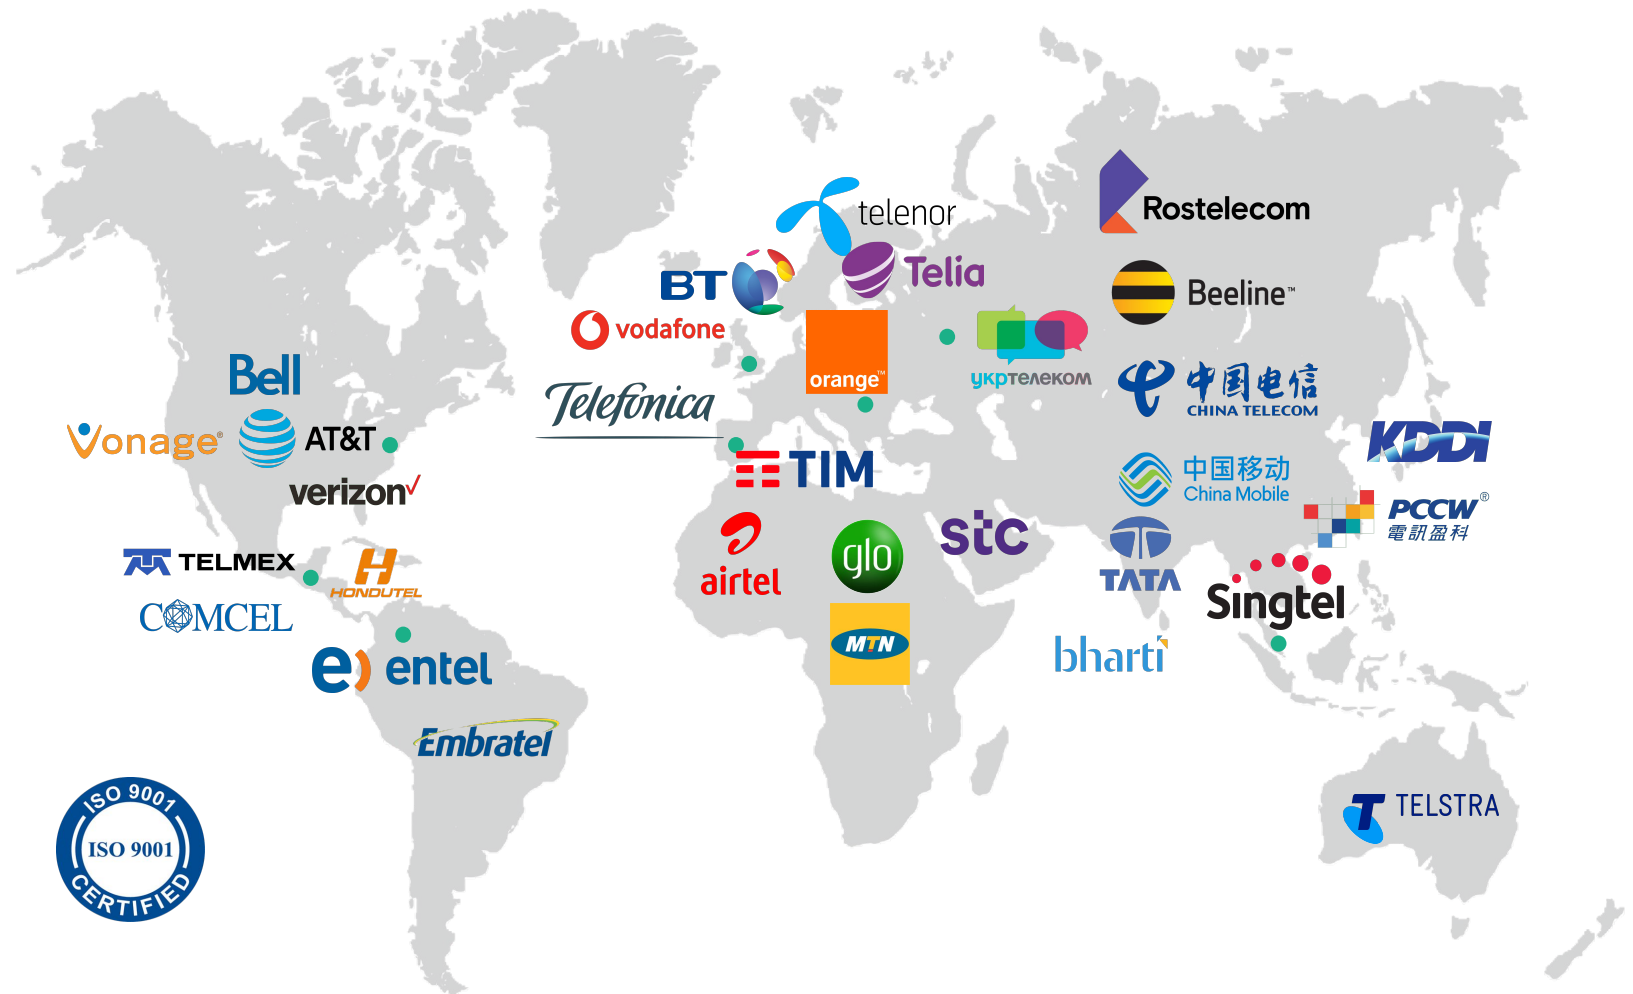 telenor
Rostelecom
BT
Telia
Beeline™
vodafone
orange™
укртелеком
Bell
Telefónica
中国电信
CHINA TELECOM
Vonage®
AT&T
KDDI
TIM
verizon
中国移动
China Mobile
PCCW®
電訊盈科
airtel
glo
stc
TATA
TELMEX
HONDUTEL
Singtel
COMCEL
MTN
bharti
e) entel
Embratel
TELSTRA
ISO 9001
ISO 9001
CERTIFIED